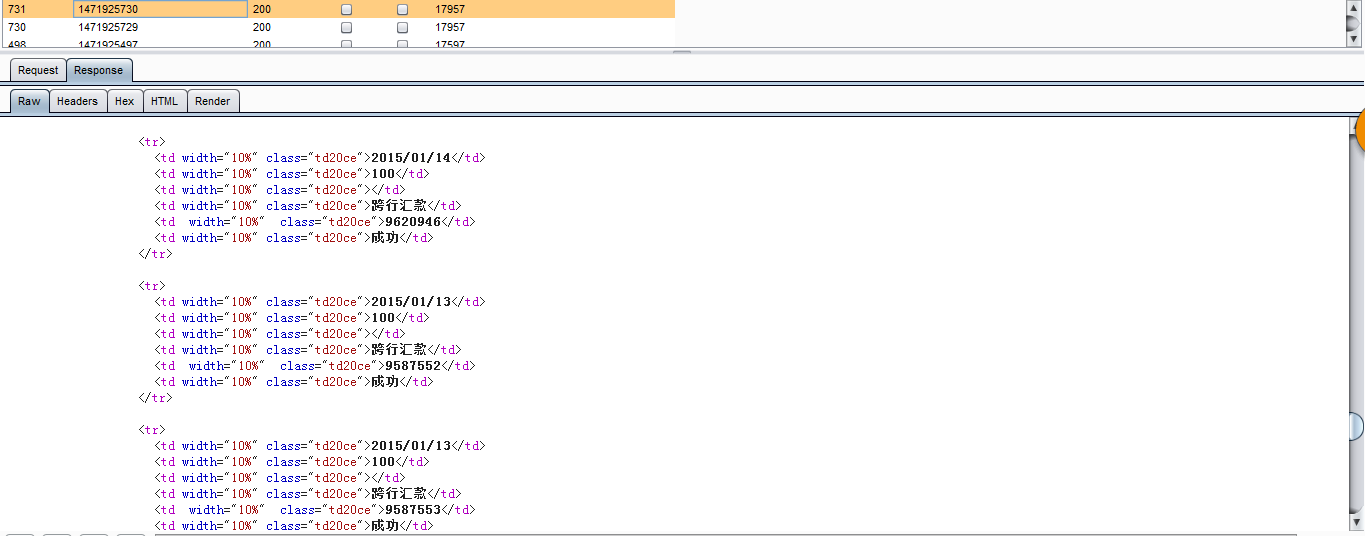 731 1471925730 200 17957
730 1471925729 200 17957
498 1471925497 200 17597
Request Response
Raw Headers Hex HTML Render
<tr>
<td width="10%" class="td20ce">2015/01/14</td>
<td width="10%" class="td20ce">100</td>
<td width="10%" class="td20ce"></td>
<td width="10%" class="td20ce">跨行汇款</td>
<td  width="10%"  class="td20ce">9620946</td>
<td width="10%" class="td20ce">成功</td>
</tr>
<tr>
<td width="10%" class="td20ce">2015/01/13</td>
<td width="10%" class="td20ce">100</td>
<td width="10%" class="td20ce"></td>
<td width="10%" class="td20ce">跨行汇款</td>
<td  width="10%"  class="td20ce">9587552</td>
<td width="10%" class="td20ce">成功</td>
</tr>
<tr>
<td width="10%" class="td20ce">2015/01/13</td>
<td width="10%" class="td20ce">100</td>
<td width="10%" class="td20ce"></td>
<td width="10%" class="td20ce">跨行汇款</td>
<td  width="10%"  class="td20ce">9587553</td>
<td width="10%" class="td20ce">成功</td>